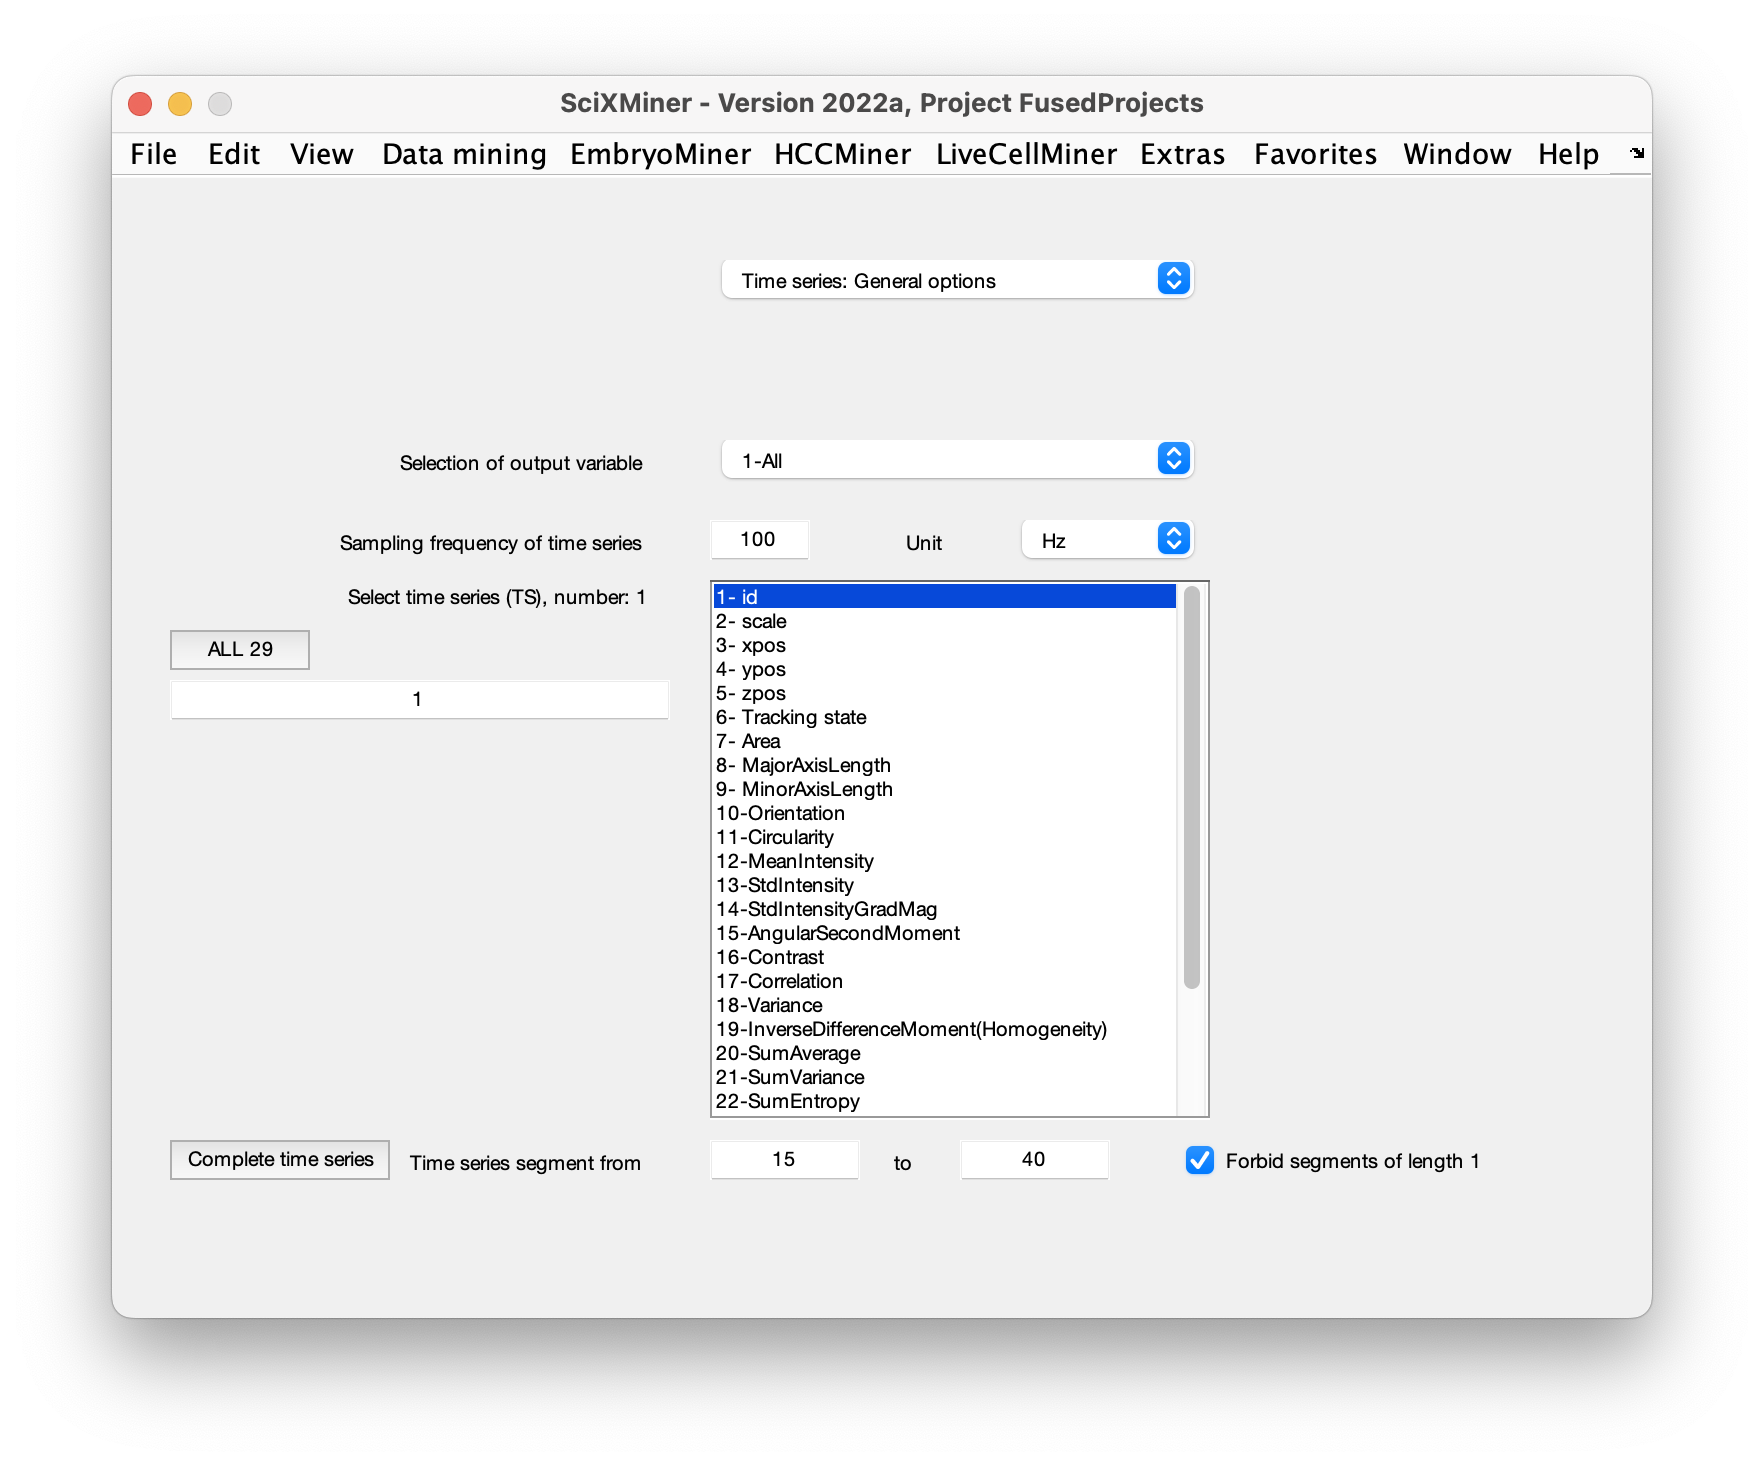 SciXMiner - Version 2022a, Project FusedProjects
File Edit View Data mining EmbryoMiner HCCMiner LiveCellMiner Extras Favorites Window Help
Time series: General options
Selection of output variable 1-All
Sampling frequency of time series 100 Unit Hz
Select time series (TS), number: 1
ALL 29
1
1- id
2- scale
3- xpos
4- ypos
5- zpos
6- Tracking state
7- Area
8- MajorAxisLength
9- MinorAxisLength
10-Orientation
11-Circularity
12-MeanIntensity
13-StdIntensity
14-StdIntensityGradMag
15-AngularSecondMoment
16-Contrast
17-Correlation
18-Variance
19-InverseDifferenceMoment(Homogeneity)
20-SumAverage
21-SumVariance
22-SumEntropy
Complete time series Time series segment from 15 to 40 Forbid segments of length 1